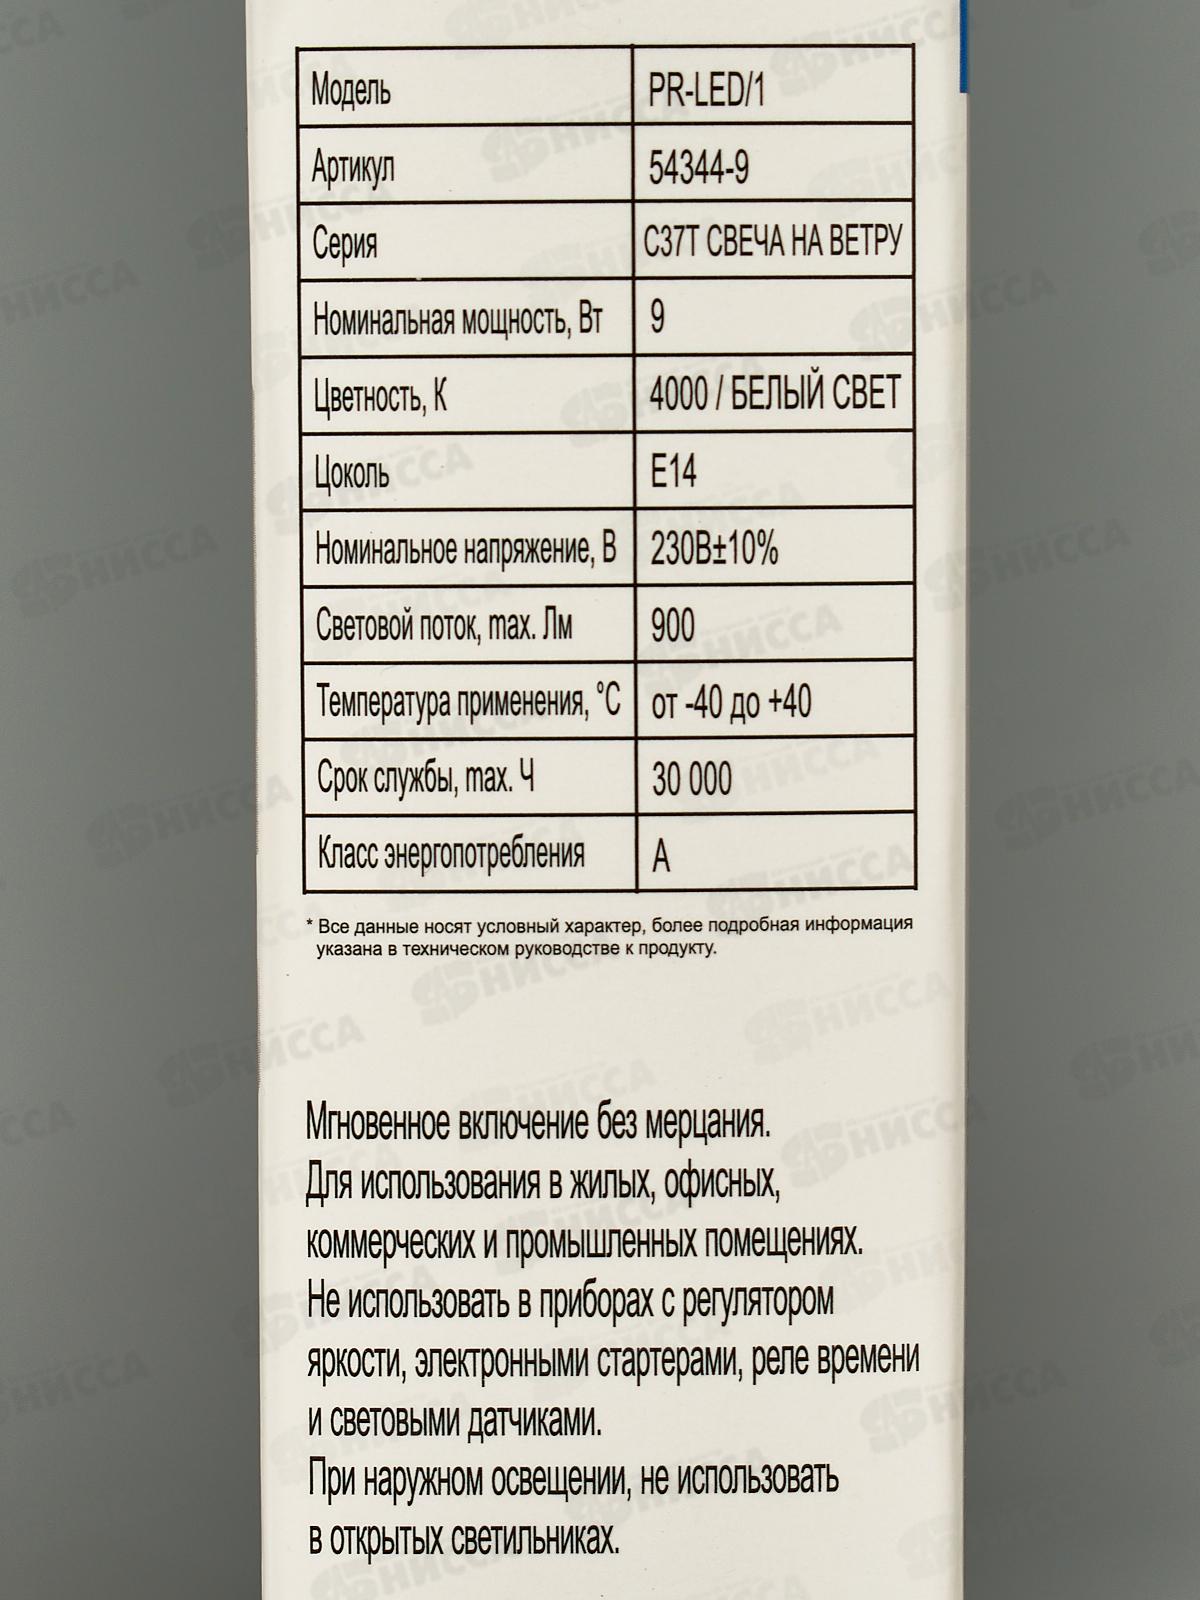 Модель PR-LED/1
Артикул 54344-9
Серия С37Т СВЕЧА НА ВЕТРУ
Номинальная мощность, Вт 9
Цветность, К 4000 / БЕЛЫЙ СВЕТ
Цоколь E14
Номинальное напряжение, В 230В±10%
Световой поток, max. Лм 900
Температура применения, °С от -40 до +40
Срок службы, max. Ч 30 000
Класс энергопотребления А
* Все данные носят условный характер, более подробная информация
указана в техническом руководстве к продукту.
Мгновенное включение без мерцания.
Для использования в жилых, офисных,
коммерческих и промышленных помещениях.
Не использовать в приборах с регулятором
яркости, электронными стартерами, реле времени
и световыми датчиками.
При наружном освещении, не использовать
в открытых светильниках.